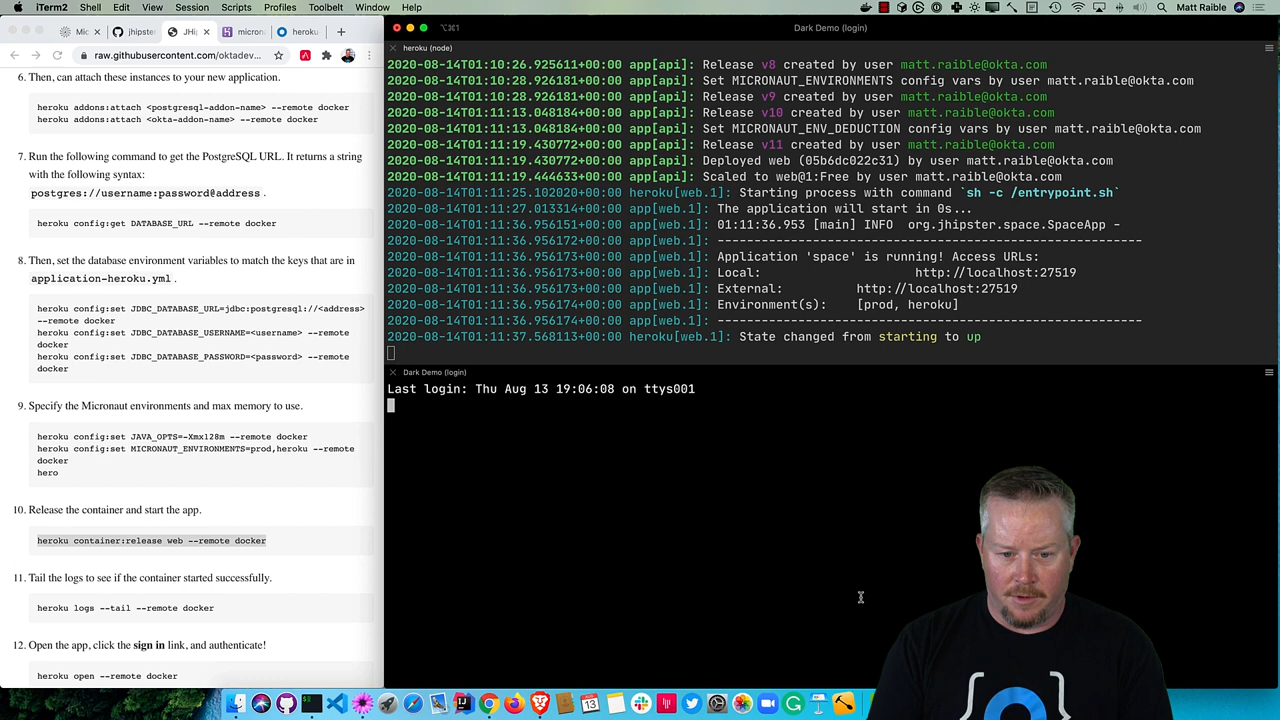 Shell Edit View Session Scripts Profiles Toolbelt Window Help
Matt Raible
Mic
jhipster
JHip
micron
heroku
raw.githubusercontent.com/oktadev...
6. Then, can attach these instances to your new application.
heroku addons:attach <postgresql-addon-name> --remote docker
heroku addons:attach <okta-addon-name> --remote docker
7. Run the following command to get the PostgreSQL URL. It returns a string
with the following syntax:
postgres://username:password@address .
heroku config:get DATABASE_URL --remote docker
8. Then, set the database environment variables to match the keys that are in
application-heroku.yml .
heroku config:set JDBC_DATABASE_URL=jdbc:postgresql://<address>
--remote docker
heroku config:set JDBC_DATABASE_USERNAME=<username> --remote
docker
heroku config:set JDBC_DATABASE_PASSWORD=<password> --remote
docker
9. Specify the Micronaut environments and max memory to use.
heroku config:set JAVA_OPTS=-Xmx128m --remote docker
heroku config:set MICRONAUT_ENVIRONMENTS=prod,heroku --remote
docker
hero
10. Release the container and start the app.
heroku container:release web --remote docker
11. Tail the logs to see if the container started successfully.
heroku logs --tail --remote docker
12. Open the app, click the sign in link, and authenticate!
heroku open --remote docker
⌥⌘1
Dark Demo (login)
heroku (node)
2020-08-14T01:10:26.925611+00:00 app[api]: Release v8 created by user matt.raible@okta.com
2020-08-14T01:10:28.926181+00:00 app[api]: Set MICRONAUT_ENVIRONMENTS config vars by user matt.raible@okta.com
2020-08-14T01:10:28.926181+00:00 app[api]: Release v9 created by user matt.raible@okta.com
2020-08-14T01:11:13.048184+00:00 app[api]: Release v10 created by user matt.raible@okta.com
2020-08-14T01:11:13.048184+00:00 app[api]: Set MICRONAUT_ENV_DEDUCTION config vars by user matt.raible@okta.com
2020-08-14T01:11:19.430772+00:00 app[api]: Release v11 created by user matt.raible@okta.com
2020-08-14T01:11:19.430772+00:00 app[api]: Deployed web (05b6dc022c31) by user matt.raible@okta.com
2020-08-14T01:11:19.444633+00:00 app[api]: Scaled to web@1:Free by user matt.raible@okta.com
2020-08-14T01:11:25.102020+00:00 heroku[web.1]: Starting process with command `sh -c /entrypoint.sh`
2020-08-14T01:11:27.013314+00:00 app[web.1]: The application will start in 0s...
2020-08-14T01:11:36.956151+00:00 app[web.1]: 01:11:36.953 [main] INFO org.jhipster.space.SpaceApp -
2020-08-14T01:11:36.956172+00:00 app[web.1]: ----------------------------------------------------------
2020-08-14T01:11:36.956173+00:00 app[web.1]: Application 'space' is running! Access URLs:
2020-08-14T01:11:36.956173+00:00 app[web.1]: Local: http://localhost:27519
2020-08-14T01:11:36.956173+00:00 app[web.1]: External: http://localhost:27519
2020-08-14T01:11:36.956174+00:00 app[web.1]: Environment(s): [prod, heroku]
2020-08-14T01:11:36.956174+00:00 app[web.1]: ----------------------------------------------------------
2020-08-14T01:11:37.568113+00:00 heroku[web.1]: State changed from starting to up
Dark Demo (login)
Last login: Thu Aug 13 19:06:08 on ttys001